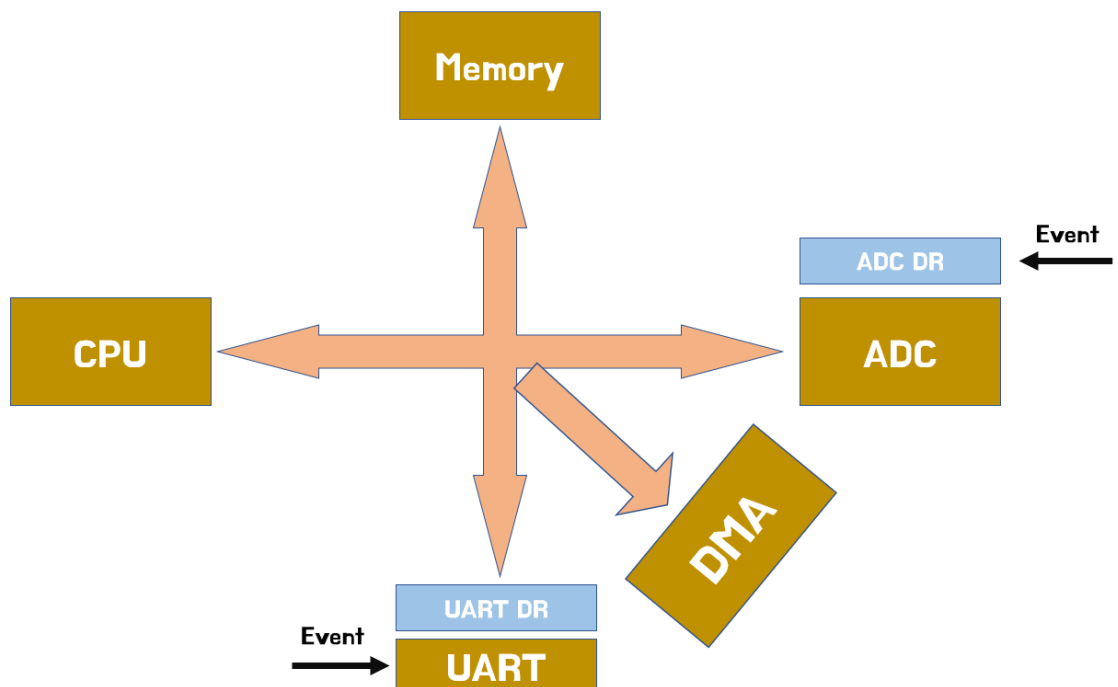 Memory
Event
ADC DR
CPU
ADC
DMA
UART DR
Event
UART